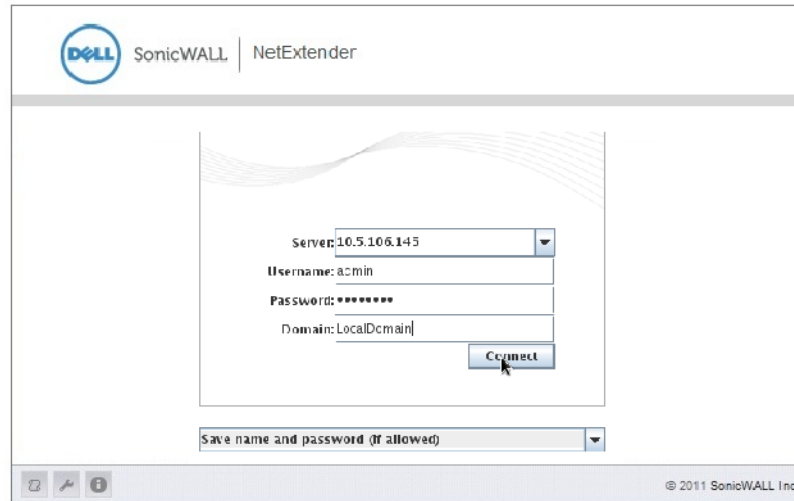 DELL SonicWALL NetExtender
Server: 10.5.106.145
Username: admin
Password: ••••••••
Domain: LocalDomain
Connect
Save name and password (if allowed)
© 2011 SonicWALL Inc